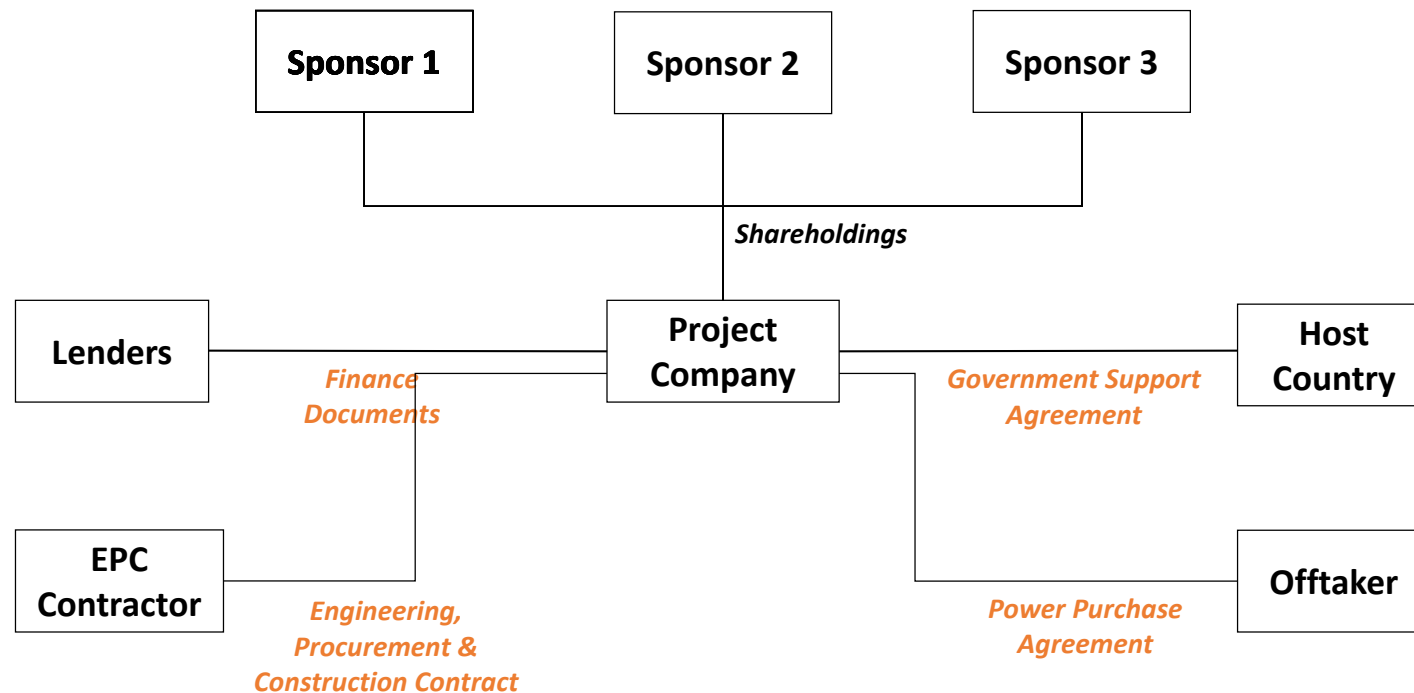 Sponsor 1
Sponsor 2
Sponsor 3
Shareholdings
Lenders
Project
Company
Host
Country
Finance
Documents
Government Support
Agreement
EPC
Contractor
Offtaker
Engineering,
Procurement &
Construction Contract
Power Purchase
Agreement